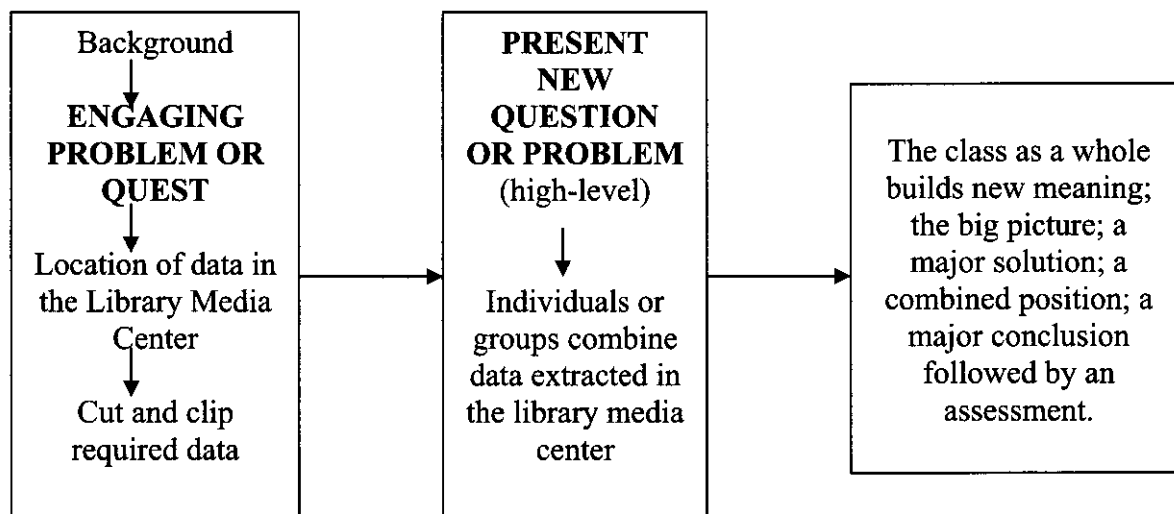 Background
ENGAGING
PROBLEM OR
QUEST
Location of data in
the Library Media
Center
Cut and clip
required data
PRESENT
NEW
QUESTION
OR PROBLEM
(high-level)
Individuals or
groups combine
data extracted in
the library media
center
The class as a whole
builds new meaning;
the big picture; a
major solution; a
combined position; a
major conclusion
followed by an
assessment.